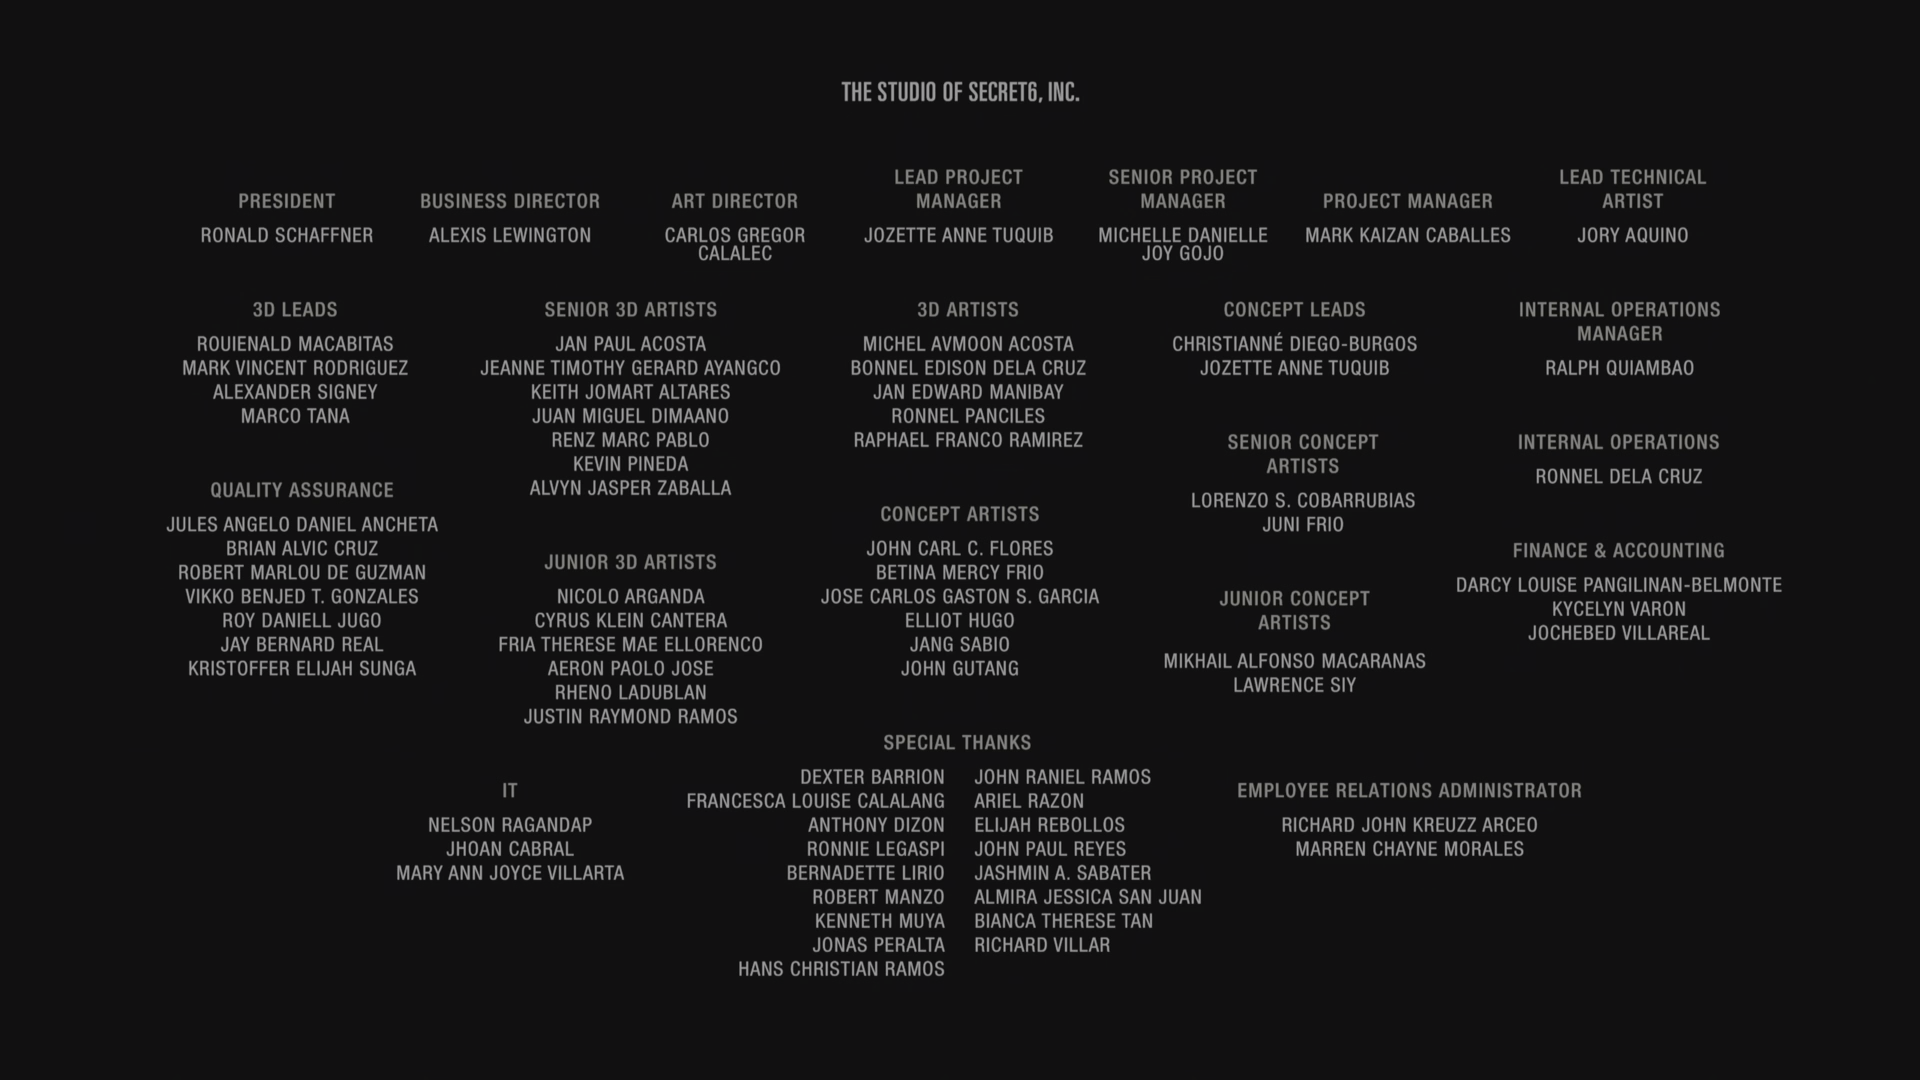 THE STUDIO OF SECRET6, INC.
PRESIDENT
RONALD SCHAFFNER
BUSINESS DIRECTOR
ALEXIS LEWINGTON
ART DIRECTOR
CARLOS GREGOR
CALALEC
LEAD PROJECT
MANAGER
JOZETTE ANNE TUQUIB
SENIOR PROJECT
MANAGER
MICHELLE DANIELLE
JOY GOJO
PROJECT MANAGER
MARK KAIZAN CABALLES
LEAD TECHNICAL
ARTIST
JORY AQUINO
3D LEADS
ROUIENALD MACABITAS
MARK VINCENT RODRIGUEZ
ALEXANDER SIGNEY
MARCO TANA
QUALITY ASSURANCE
JULES ANGELO DANIEL ANCHETA
BRIAN ALVIC CRUZ
ROBERT MARLOU DE GUZMAN
VIKKO BENJED T. GONZALES
ROY DANIELL JUGO
JAY BERNARD REAL
KRISTOFFER ELIJAH SUNGA
SENIOR 3D ARTISTS
JAN PAUL ACOSTA
JEANNE TIMOTHY GERARD AYANGCO
KEITH JOMART ALTARES
JUAN MIGUEL DIMAANO
RENZ MARC PABLO
KEVIN PINEDA
ALVYN JASPER ZABALLA
JUNIOR 3D ARTISTS
NICOLO ARGANDA
CYRUS KLEIN CANTERA
FRIA THERESE MAE ELLORENCO
AERON PAOLO JOSE
RHENO LADUBLAN
JUSTIN RAYMOND RAMOS
3D ARTISTS
MICHEL AVMOON ACOSTA
BONNEL EDISON DELA CRUZ
JAN EDWARD MANIBAY
RONNEL PANCILES
RAPHAEL FRANCO RAMIREZ
CONCEPT ARTISTS
JOHN CARL C. FLORES
BETINA MERCY FRIO
JOSE CARLOS GASTON S. GARCIA
ELLIOT HUGO
JANG SABIO
JOHN GUTANG
CONCEPT LEADS
CHRISTIANNÉ DIEGO-BURGOS
JOZETTE ANNE TUQUIB
SENIOR CONCEPT
ARTISTS
LORENZO S. COBARRUBIAS
JUNI FRIO
JUNIOR CONCEPT
ARTISTS
MIKHAIL ALFONSO MACARANAS
LAWRENCE SIY
INTERNAL OPERATIONS
MANAGER
RALPH QUIAMBAO
INTERNAL OPERATIONS
RONNEL DELA CRUZ
FINANCE & ACCOUNTING
DARCY LOUISE PANGILINAN-BELMONTE
KYCELYN VARON
JOCHEBED VILLAREAL
IT
NELSON RAGANDAP
JHOAN CABRAL
MARY ANN JOYCE VILLARTA
SPECIAL THANKS
DEXTER BARRION
FRANCESCA LOUISE CALALANG
ANTHONY DIZON
RONNIE LEGASPI
BERNADETTE LIRIO
ROBERT MANZO
KENNETH MUYA
JONAS PERALTA
HANS CHRISTIAN RAMOS
JOHN RANIEL RAMOS
ARIEL RAZON
ELIJAH REBOLLOS
JOHN PAUL REYES
JASHMIN A. SABATER
ALMIRA JESSICA SAN JUAN
BIANCA THERESE TAN
RICHARD VILLAR
EMPLOYEE RELATIONS ADMINISTRATOR
RICHARD JOHN KREUZZ ARCEO
MARREN CHAYNE MORALES